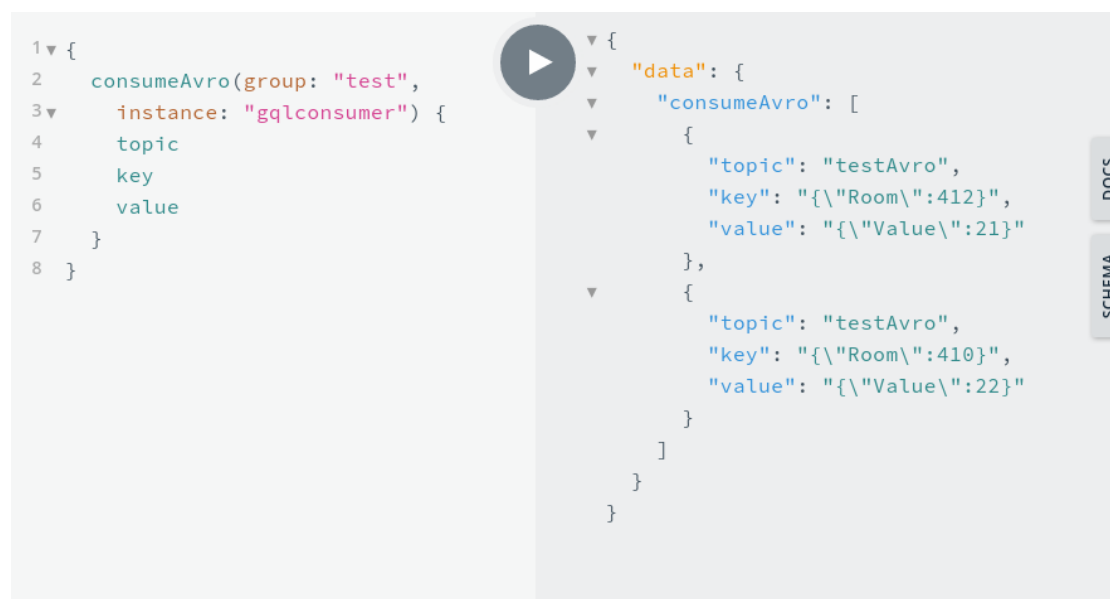 1 ▼ {
2 consumeAvro(group: "test",
3 ▼ instance: "gqlconsumer") {
4 topic
5 key
6 value
7 }
8 }
▼ {
▼ "data": {
▼ "consumeAvro": [
▼ {
"topic": "testAvro",
"key": "{\"Room\":412}",
"value": "{\"Value\":21}"
},
▼ {
"topic": "testAvro",
"key": "{\"Room\":410}",
"value": "{\"Value\":22}"
}
]
}
}
DOCS
SCHEMA